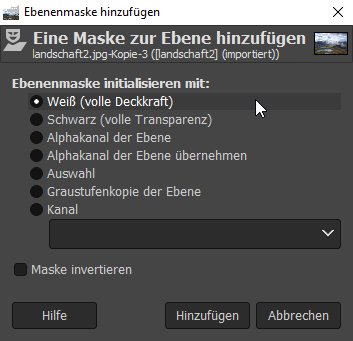 Ebenenmaske hinzufügen
Eine Maske zur Ebene hinzufügen
landschaft2.jpg-Kopie-3 ([landschaft2] (importiert))
Ebenenmaske initialisieren mit:
Weiß (volle Deckkraft)
Schwarz (volle Transparenz)
Alphakanal der Ebene
Alphakanal der Ebene übernehmen
Auswahl
Graustufenkopie der Ebene
Kanal
Maske invertieren
Hilfe Hinzufügen Abbrechen